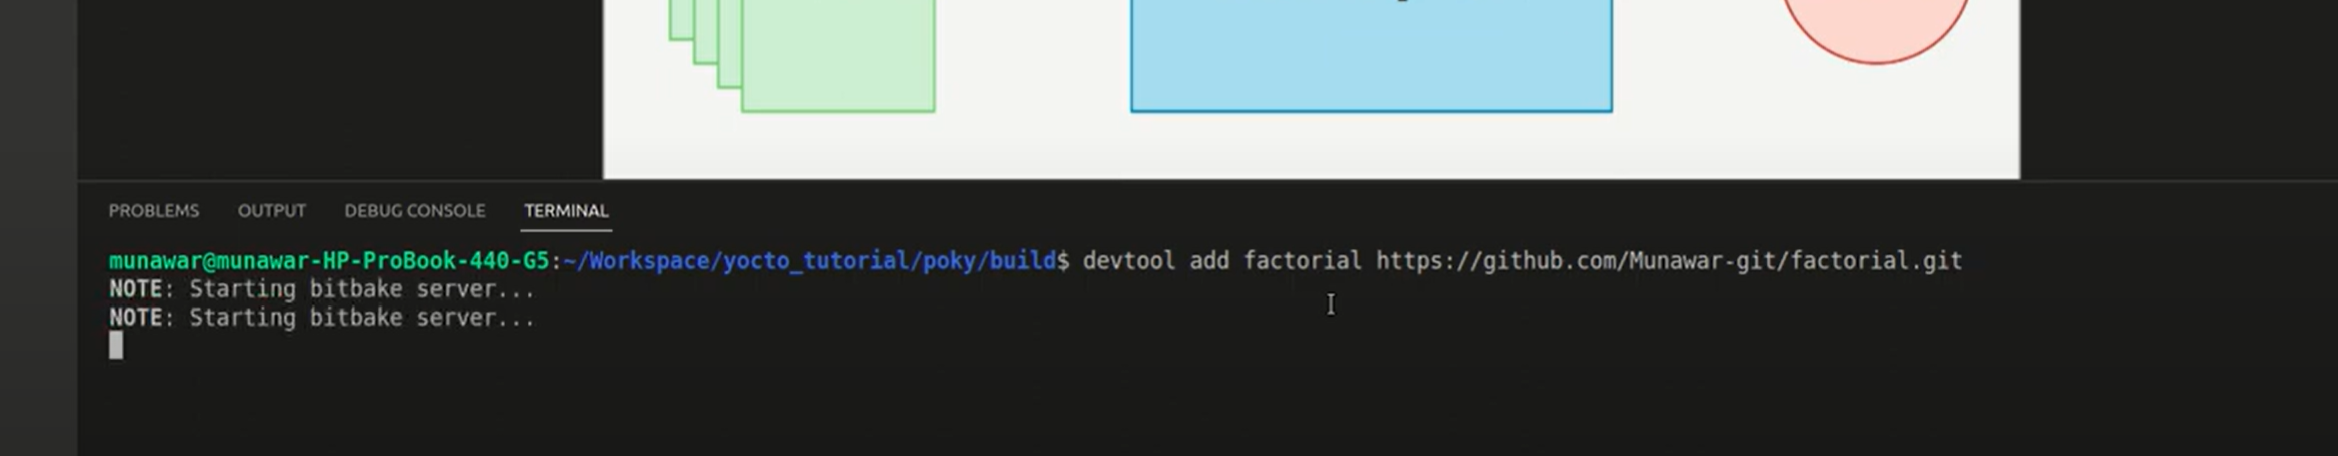 PROBLEMS OUTPUT DEBUG CONSOLE TERMINAL
munawar@munawar-HP-ProBook-440-G5:~/Workspace/yocto_tutorial/poky/build$ devtool add factorial https://github.com/Munawar-git/factorial.git
NOTE: Starting bitbake server...
NOTE: Starting bitbake server...